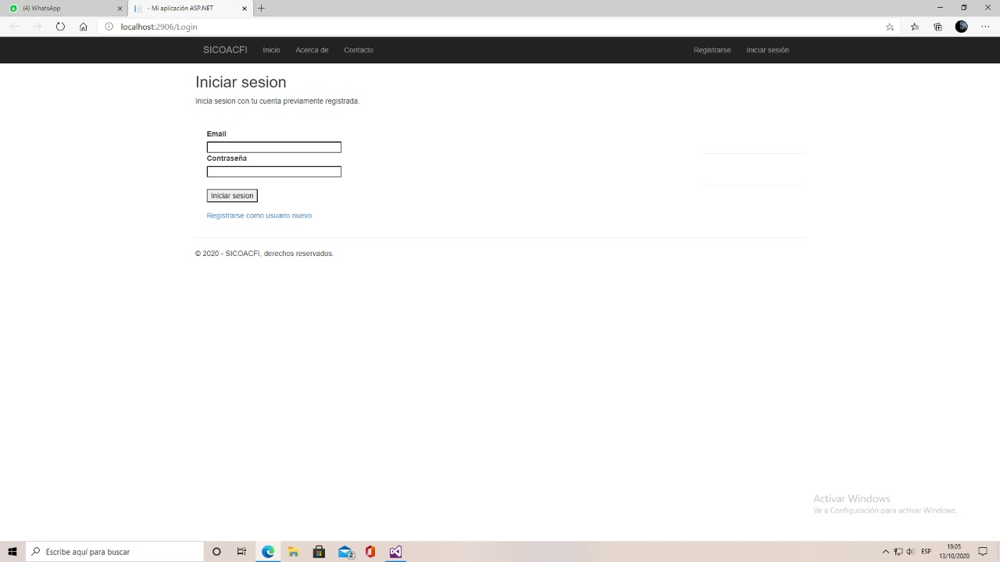 (4) WhatsApp
- Mi aplicación ASP.NET
localhost:2906/Login
SICOACFI Inicio Acerca de Contacto Registrarse Iniciar sesión
Iniciar sesion
Inicia sesion con tu cuenta previamente registrada.
Email
Contraseña
Iniciar sesion
Registrarse como usuario nuevo
© 2020 - SICOACFI, derechos reservados.
Activar Windows
Ve a Configuración para activar Windows.
Escribe aquí para buscar
2
ESP
19:05
13/10/2020